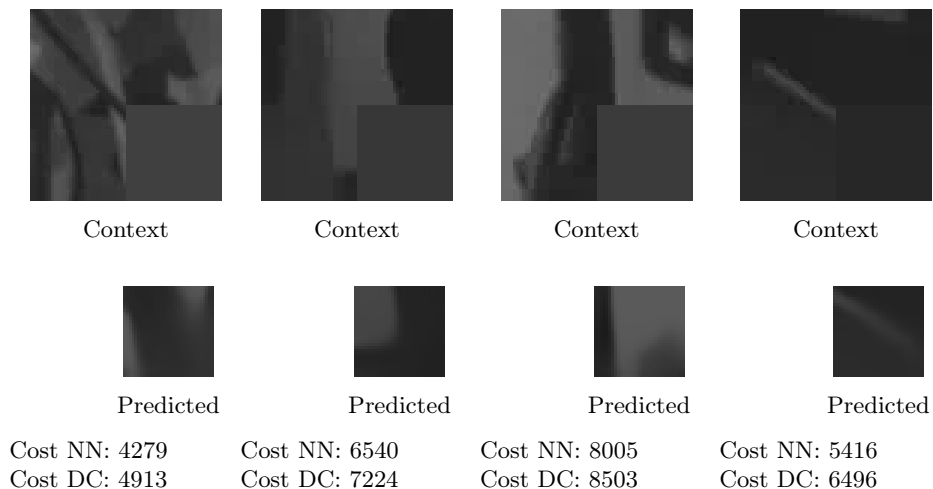 Context Context Context Context
Predicted Predicted Predicted Predicted
Cost NN: 4279 Cost NN: 6540 Cost NN: 8005 Cost NN: 5416
Cost DC: 4913 Cost DC: 7224 Cost DC: 8503 Cost DC: 6496